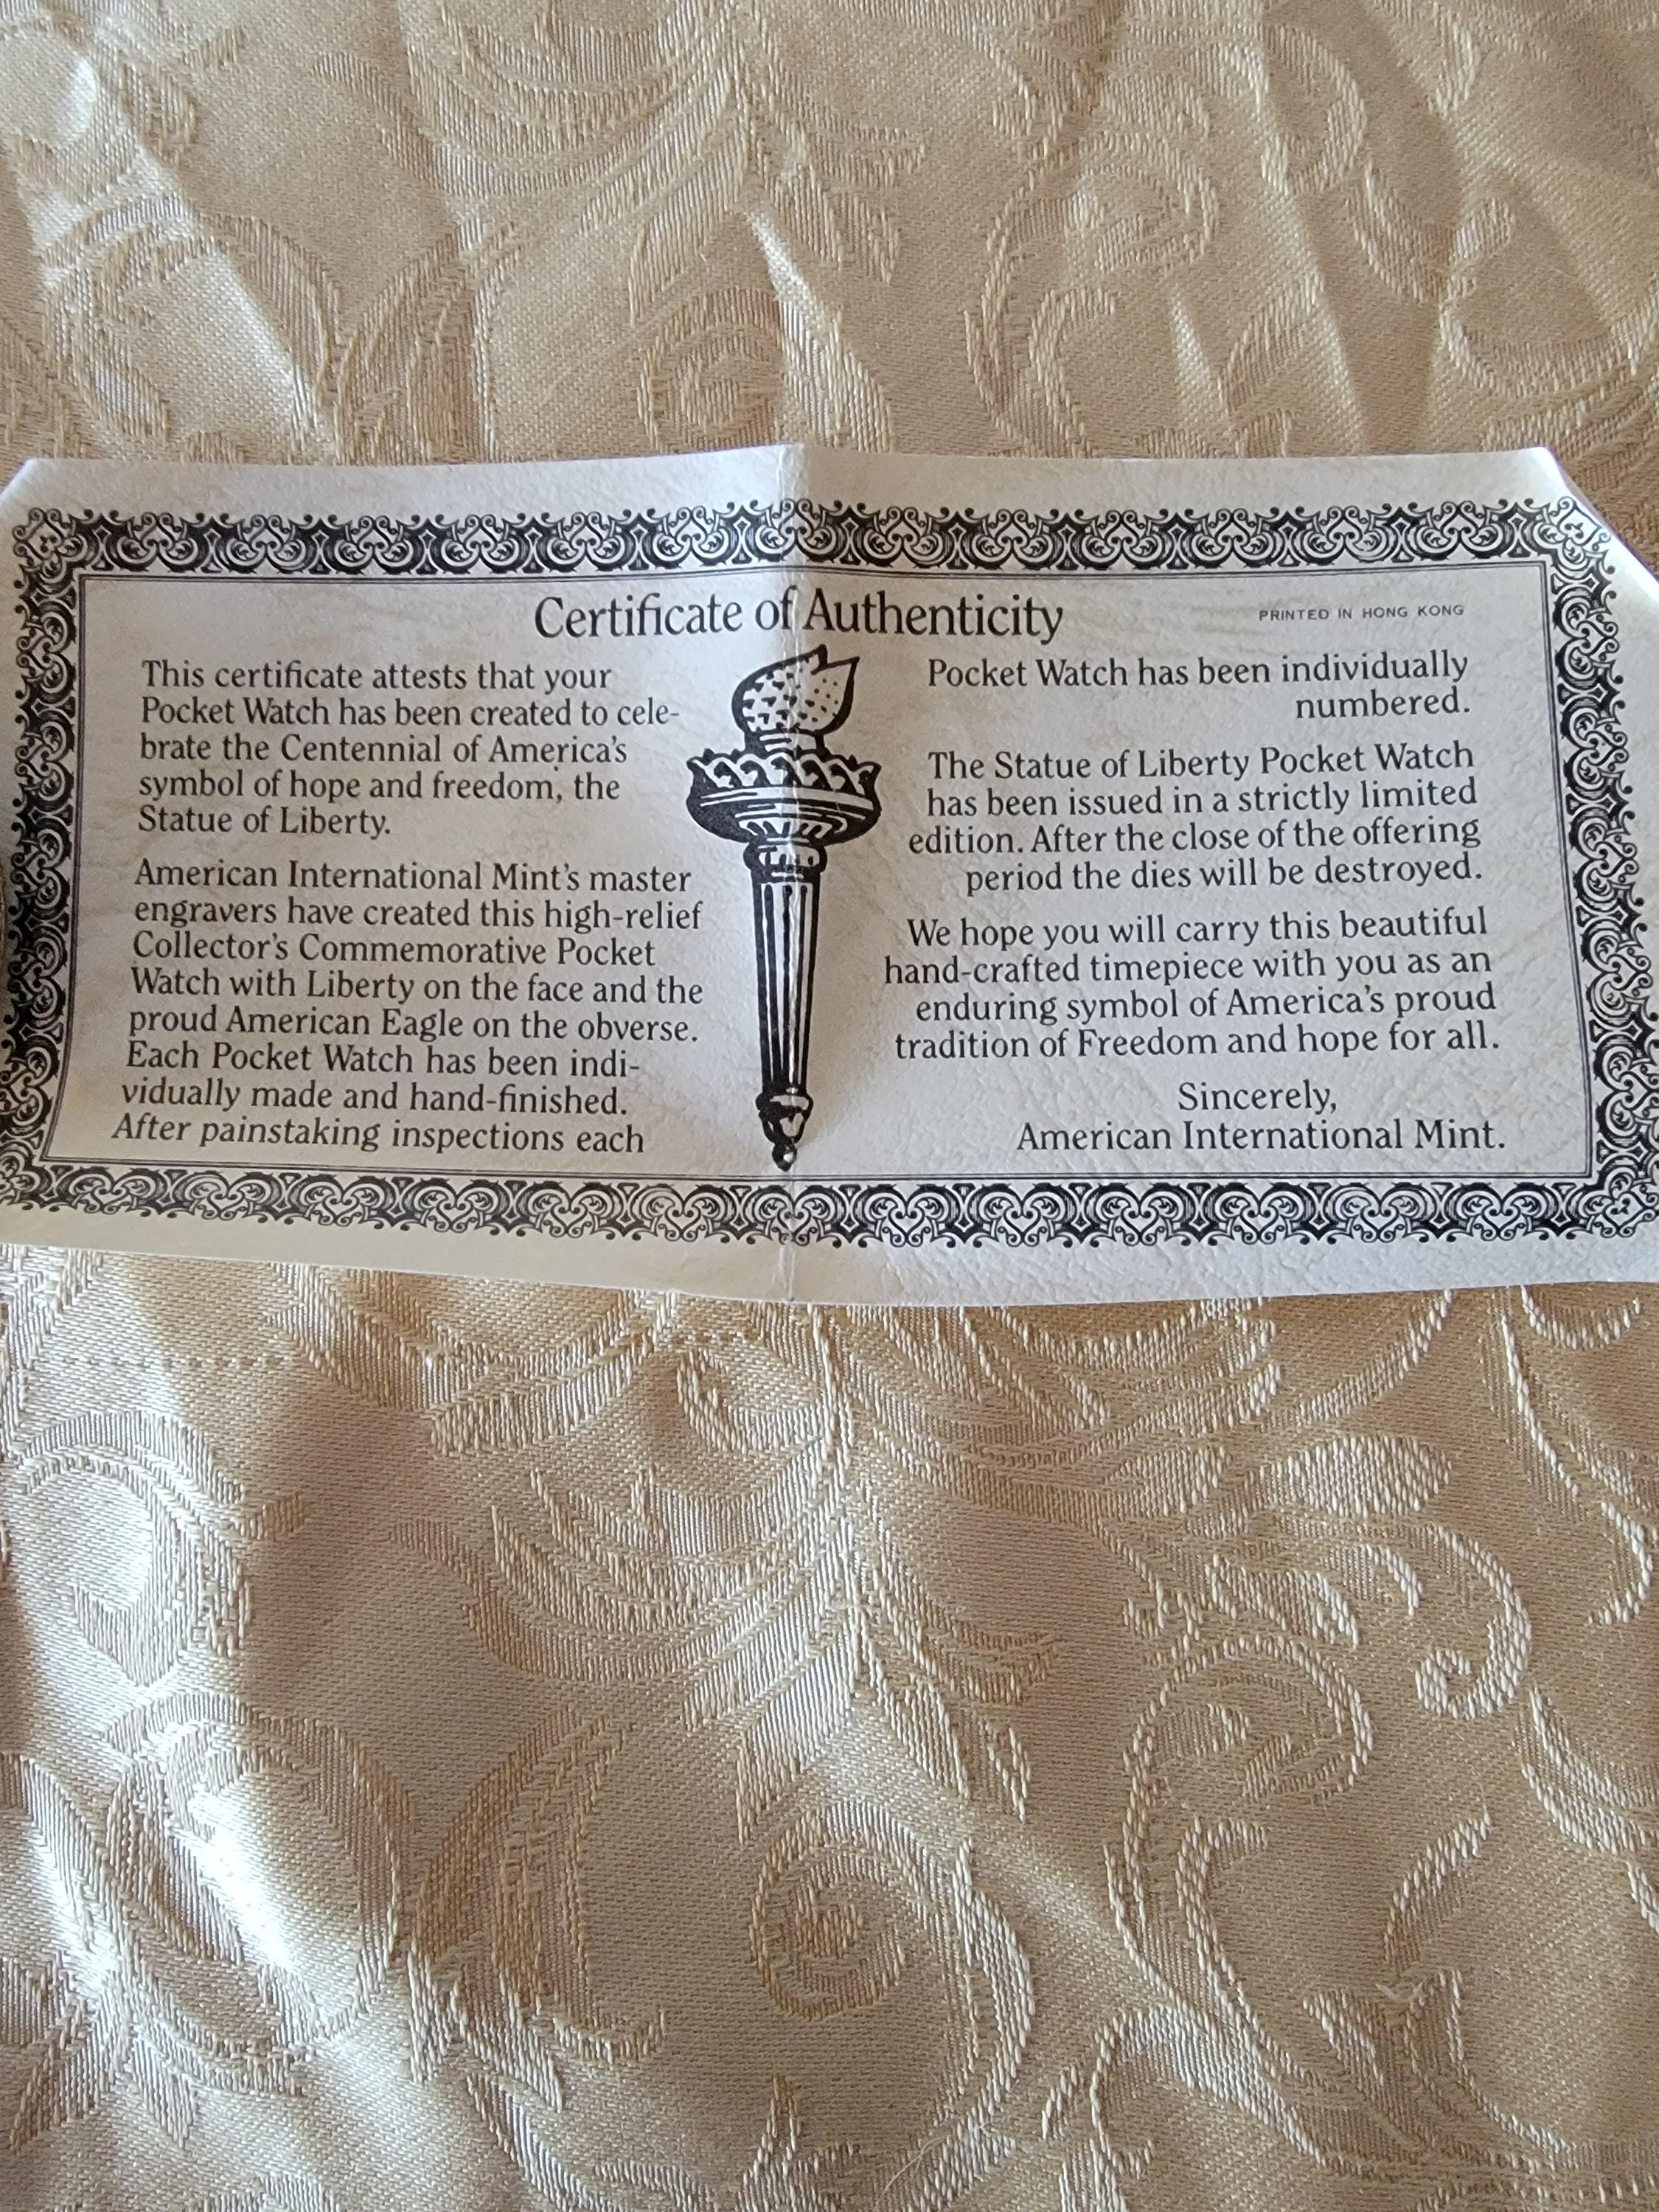 Certificate of Authenticity
PRINTED IN HONG KONG
This certificate attests that your
Pocket Watch has been created to cele-
brate the Centennial of America's
symbol of hope and freedom, the
Statue of Liberty.
American International Mint's master
engravers have created this high-relief
Collector's Commemorative Pocket
Watch with Liberty on the face and the
proud American Eagle on the obverse.
Each Pocket Watch has been indi-
vidually made and hand-finished.
After painstaking inspections each
Pocket Watch has been individually
numbered.
The Statue of Liberty Pocket Watch
has been issued in a strictly limited
edition. After the close of the offering
period the dies will be destroyed.
We hope you will carry this beautiful
hand-crafted timepiece with you as an
enduring symbol of America's proud
tradition of Freedom and hope for all.
Sincerely,
American International Mint.